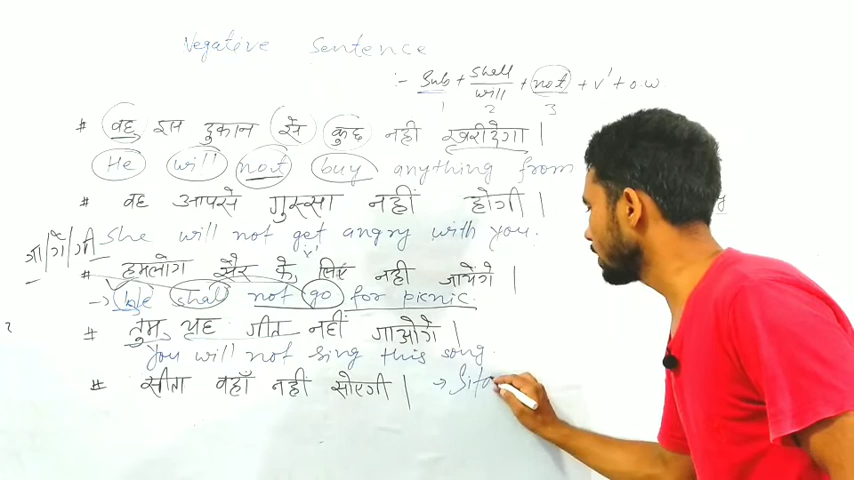 Negative Sentence
:- Sub + shall/will + not + v' + o.w
1 2 3
# वह इस दुकान से कुछ नही खरीदेगा |
He will not buy anything from
# वह आपसे गुस्सा नहीं होगी |
She will not get angry with you.
v'
गा/गे/गी
# हमलोग सैर के लिए नही जायेंगे |
→ We shall not go for picnic.
# तुम यह गीत नहीं गाओगे |
You will not sing this song.
# सीता वहाँ नहीं सोएगी | → Sita